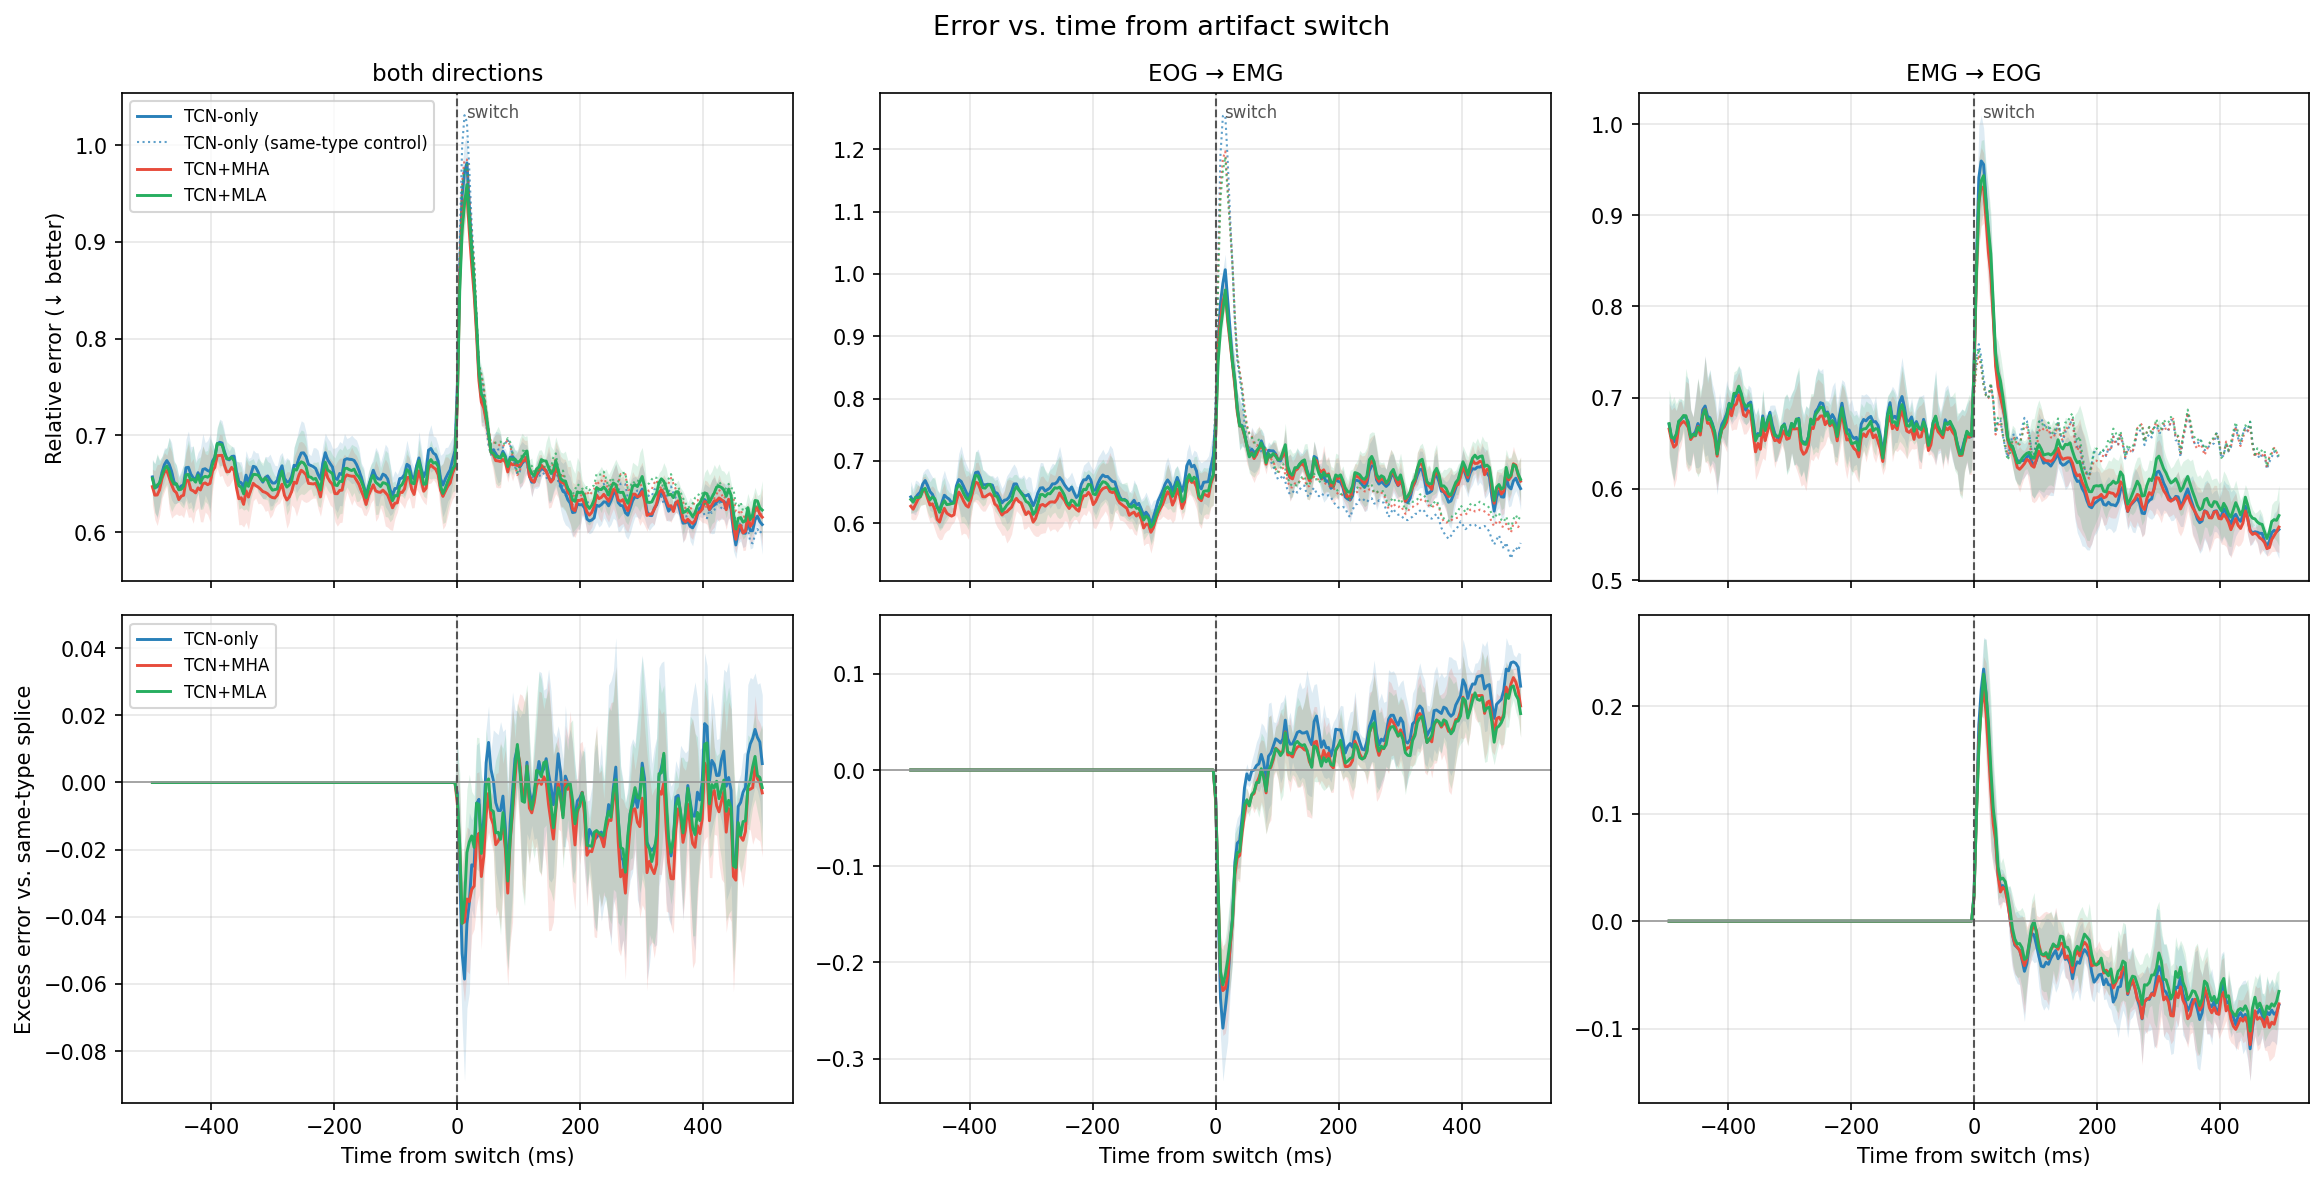 Error vs. time from artifact switch
both directions
EOG → EMG
EMG → EOG
TCN-only
TCN-only (same-type control)
TCN+MHA
TCN+MLA
switch
switch
switch
Relative error (↓ better)
1.0
0.9
0.8
0.7
0.6
1.2
1.1
1.0
0.9
0.8
0.7
0.6
1.0
0.9
0.8
0.7
0.6
0.5
TCN-only
TCN+MHA
TCN+MLA
Excess error vs. same-type splice
0.04
0.02
0.00
−0.02
−0.04
−0.06
−0.08
0.1
0.0
−0.1
−0.2
−0.3
0.2
0.1
0.0
−0.1
−400 −200 0 200 400
−400 −200 0 200 400
−400 −200 0 200 400
Time from switch (ms)
Time from switch (ms)
Time from switch (ms)